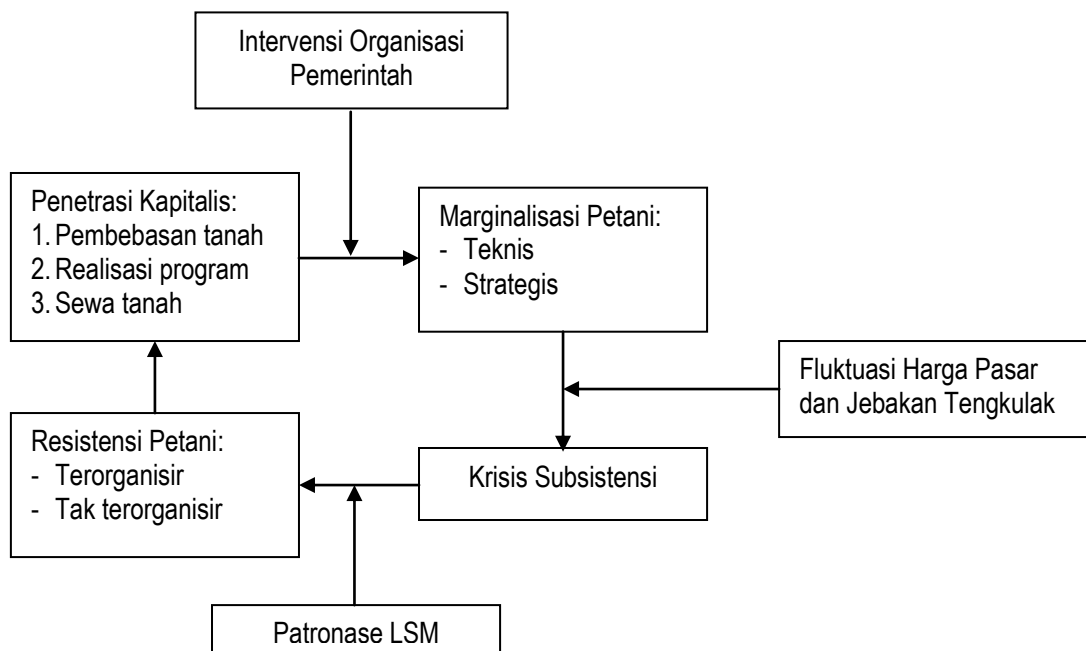 Intervensi Organisasi
Pemerintah
Penetrasi Kapitalis:
1. Pembebasan tanah
2. Realisasi program
3. Sewa tanah
Marginalisasi Petani:
- Teknis
- Strategis
Fluktuasi Harga Pasar
dan Jebakan Tengkulak
Resistensi Petani:
- Terorganisir
- Tak terorganisir
Krisis Subsistensi
Patronase LSM